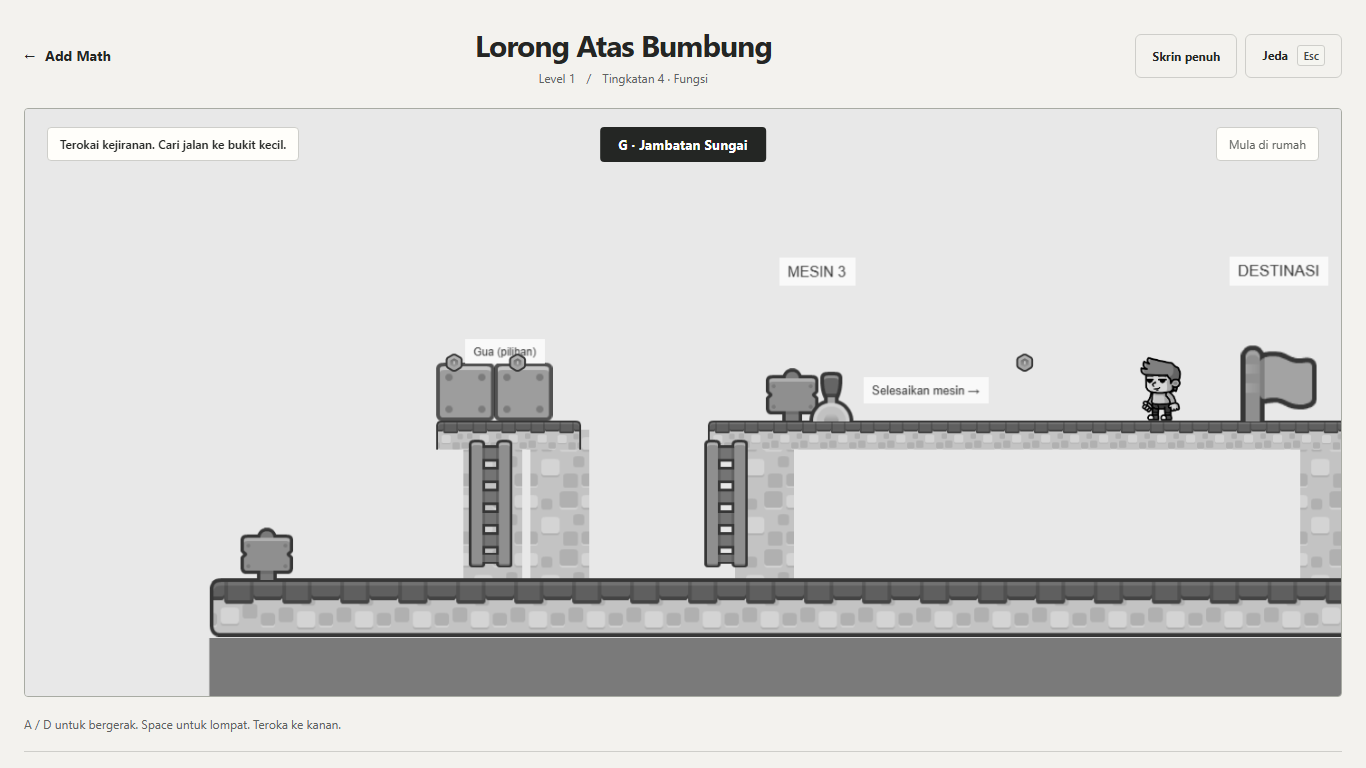 ← Add Math
Lorong Atas Bumbung
Level 1 / Tingkatan 4 · Fungsi
Skrin penuh
Jeda Esc
Terokai kejiranan. Cari jalan ke bukit kecil.
G · Jambatan Sungai
Mula di rumah
MESIN 3
DESTINASI
Gua (pilihan)
Selesaikan mesin →
A / D untuk bergerak. Space untuk lompat. Teroka ke kanan.